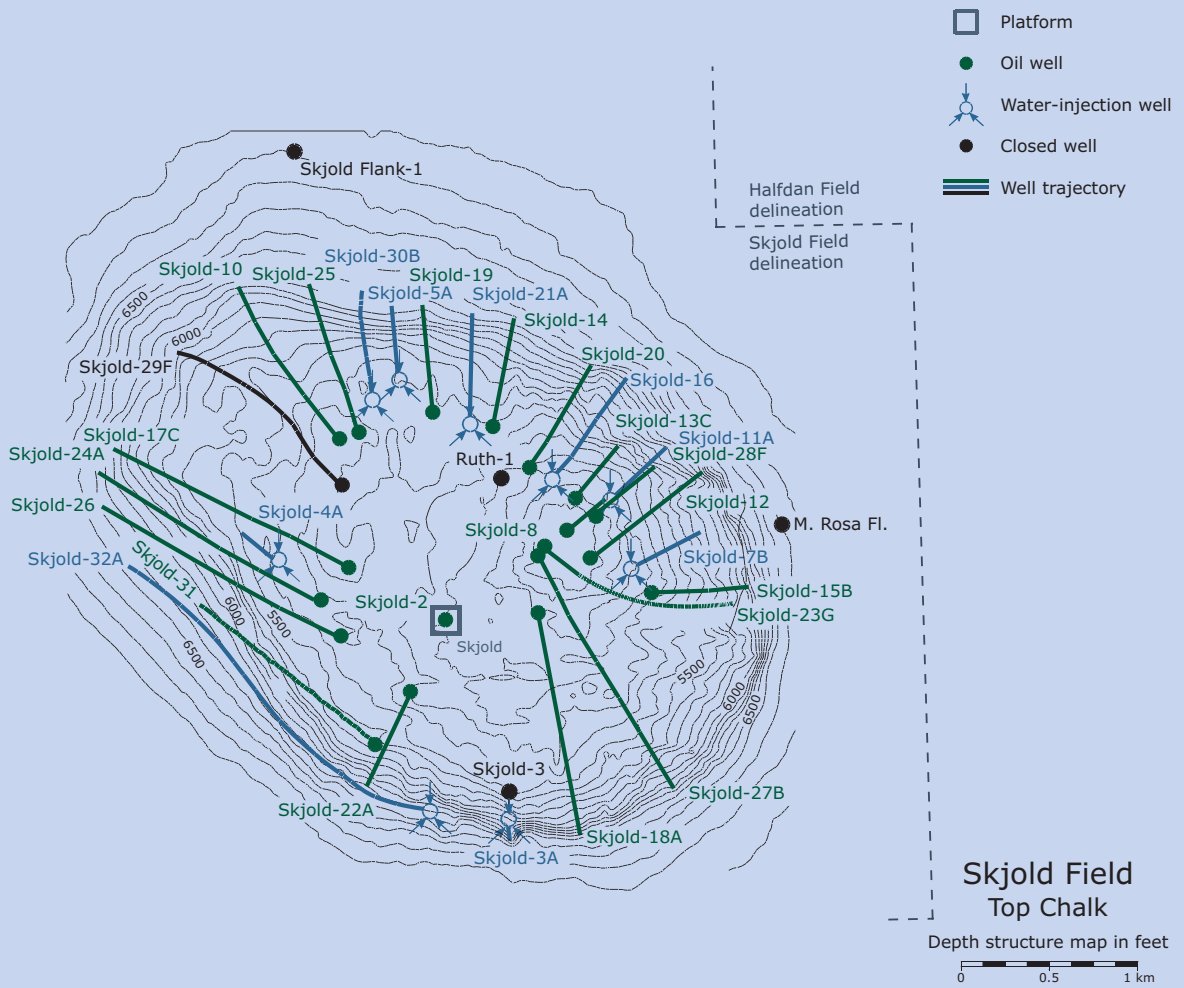 Platform
Oil well
Water-injection well
Closed well
Well trajectory
Skjold Flank-1
Halfdan Field
delineation
Skjold Field
delineation
Skjold-30B
Skjold-10
Skjold-25
Skjold-19
Skjold-5A
Skjold-21A
6500
Skjold-14
6000
Skjold-29F
Skjold-20
Skjold-16
Skjold-13C
Skjold-17C
Skjold-11A
Skjold-24A
Skjold-28F
Ruth-1
Skjold-26
Skjold-12
Skjold-4A
M. Rosa Fl.
Skjold-8
Skjold-32A
Skjold-7B
Skjold-31
Skjold-15B
Skjold-2
Skjold-23G
6000
5500
Skjold
6500
5500
6000
6500
Skjold-3
Skjold-27B
Skjold-22A
Skjold-18A
Skjold-3A
Skjold Field
Top Chalk
Depth structure map in feet
0 0.5 1 km